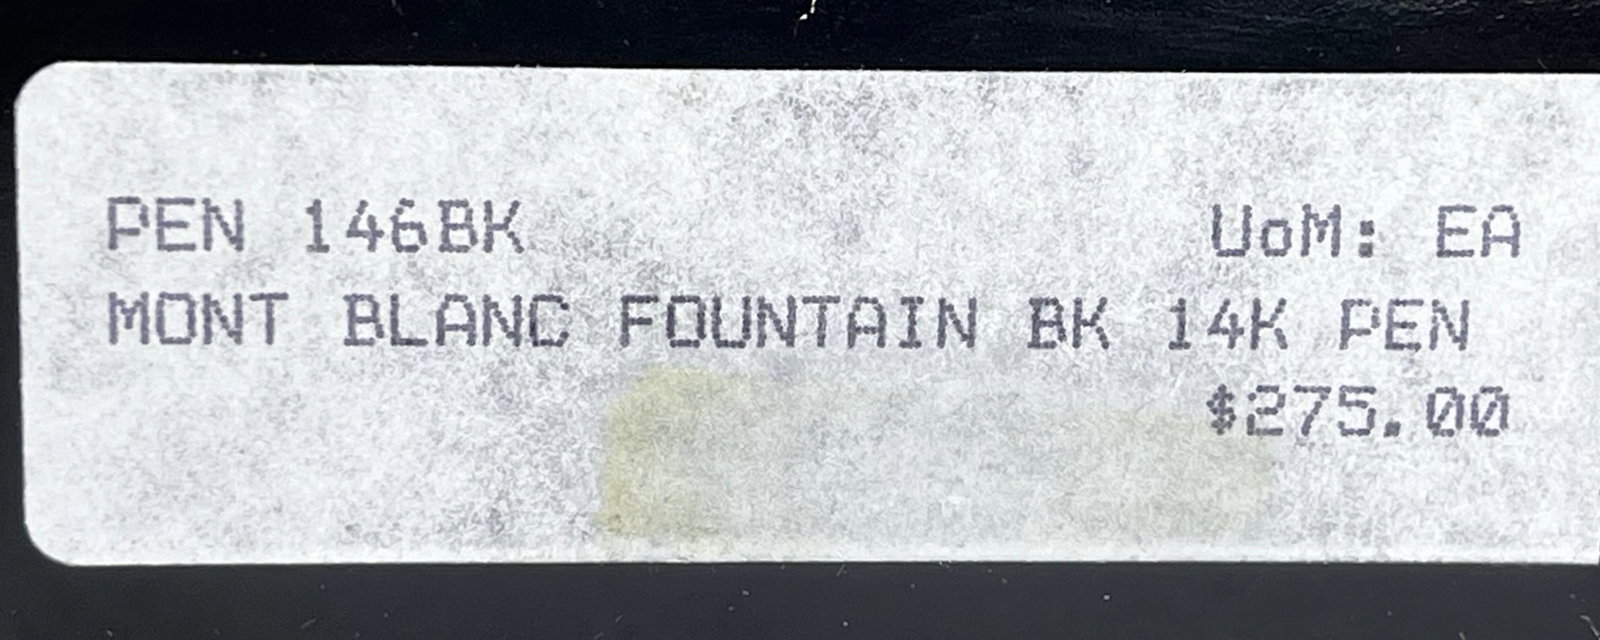 PEN 146BK UoM: EA
MONT BLANC FOUNTAIN BK 14K PEN
$275.00